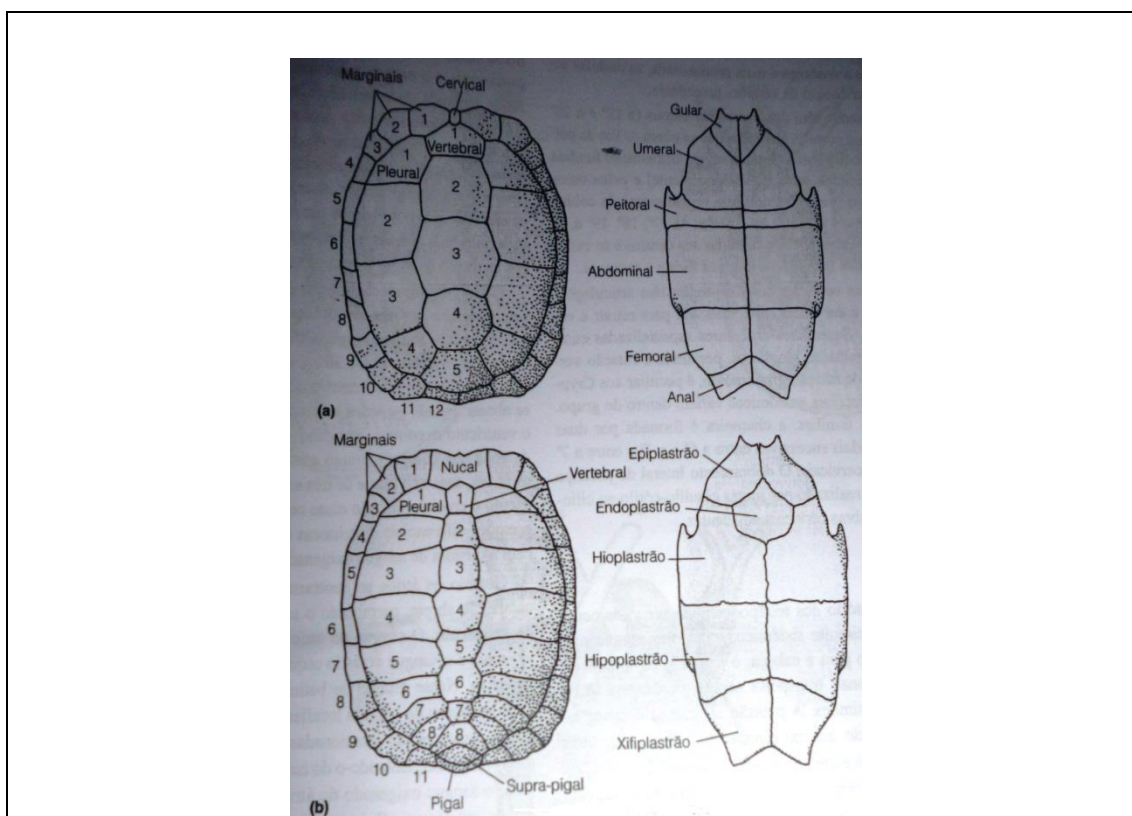 Marginais
Cervical
1
2
3
4
5
6
7
8
9
10
11
12
1
Pleural
2
3
4
1
Vertebral
2
3
4
5
(a)
Gular
Umeral
Peitoral
Abdominal
Femoral
Anal
Marginais
Nucal
Vertebral
1
2
3
4
5
6
7
8
9
10
11
1
Pleural
2
3
4
5
6
7
8
1
2
3
4
5
6
7
8
Supra-pigal
Pigal
(b)
Epiplastrão
Endoplastrão
Hioplastrão
Hipoplastrão
Xifiplastrão